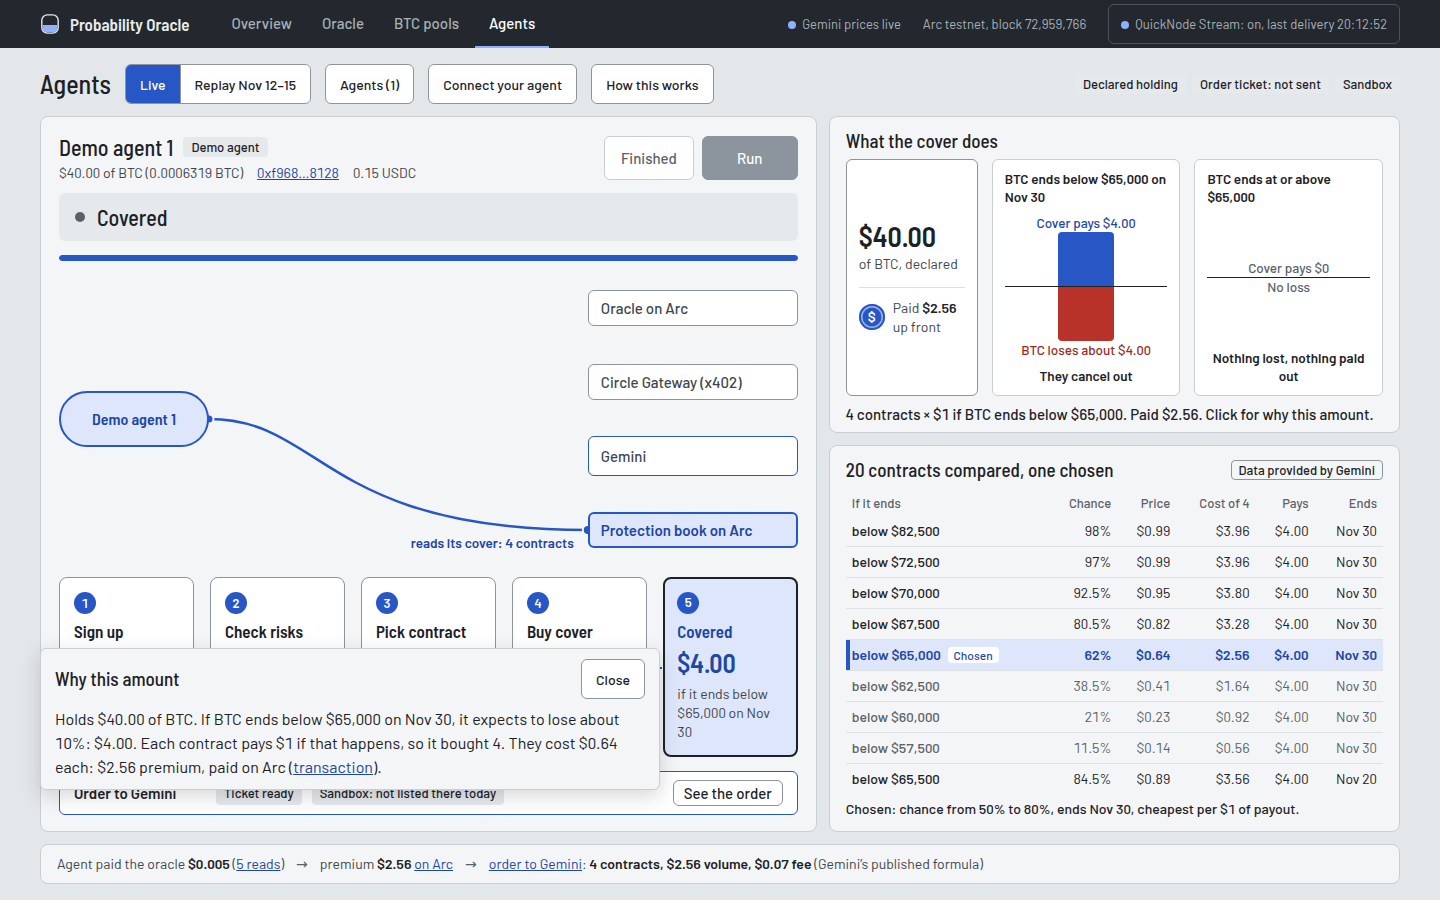 Probability Oracle
Overview
Oracle
BTC pools
Agents
Gemini prices live
Arc testnet, block 72,959,766
QuickNode Stream: on, last delivery 20:12:52
Agents
Live
Replay Nov 12–15
Agents (1)
Connect your agent
How this works
Declared holding
Order ticket: not sent
Sandbox
Demo agent 1
Demo agent
$40.00 of BTC (0.0006319 BTC)
0xf968...8128
0.15 USDC
Finished
Run
Covered
Oracle on Arc
Circle Gateway (x402)
Gemini
Protection book on Arc
Demo agent 1
reads its cover: 4 contracts
1
Sign up
2
Check risks
3
Pick contract
4
Buy cover
5
Covered
$4.00
if it ends below
$65,000 on Nov
30
Why this amount
Close
Holds $40.00 of BTC. If BTC ends below $65,000 on Nov 30, it expects to lose about
10%: $4.00. Each contract pays $1 if that happens, so it bought 4. They cost $0.64
each: $2.56 premium, paid on Arc (transaction).
Order to Gemini
Ticket ready
Sandbox: not listed there today
See the order
What the cover does
$40.00
of BTC, declared
$
Paid $2.56
up front
BTC ends below $65,000 on
Nov 30
Cover pays $4.00
BTC loses about $4.00
They cancel out
BTC ends at or above
$65,000
Cover pays $0
No loss
Nothing lost, nothing paid
out
4 contracts × $1 if BTC ends below $65,000. Paid $2.56. Click for why this amount.
20 contracts compared, one chosen
Data provided by Gemini
If it ends Chance Price Cost of 4 Pays Ends
below $82,500 98% $0.99 $3.96 $4.00 Nov 30
below $72,500 97% $0.99 $3.96 $4.00 Nov 30
below $70,000 92.5% $0.95 $3.80 $4.00 Nov 30
below $67,500 80.5% $0.82 $3.28 $4.00 Nov 30
below $65,000 Chosen 62% $0.64 $2.56 $4.00 Nov 30
below $62,500 38.5% $0.41 $1.64 $4.00 Nov 30
below $60,000 21% $0.23 $0.92 $4.00 Nov 30
below $57,500 11.5% $0.14 $0.56 $4.00 Nov 30
below $65,500 84.5% $0.89 $3.56 $4.00 Nov 20
Chosen: chance from 50% to 80%, ends Nov 30, cheapest per $1 of payout.
Agent paid the oracle $0.005 (5 reads) → premium $2.56 on Arc → order to Gemini: 4 contracts, $2.56 volume, $0.07 fee (Gemini's published formula)